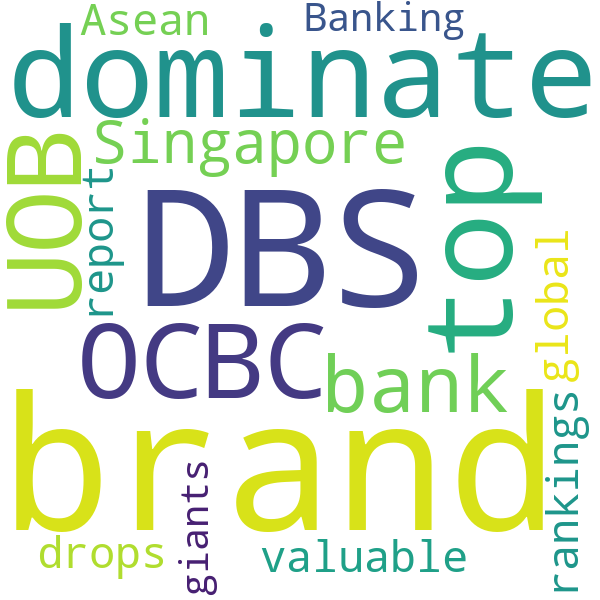 Asean
Banking
dominate
Singapore
UOB
report
DBS
top
global
OCBC
bank
brand
rankings
giants
drops
valuable